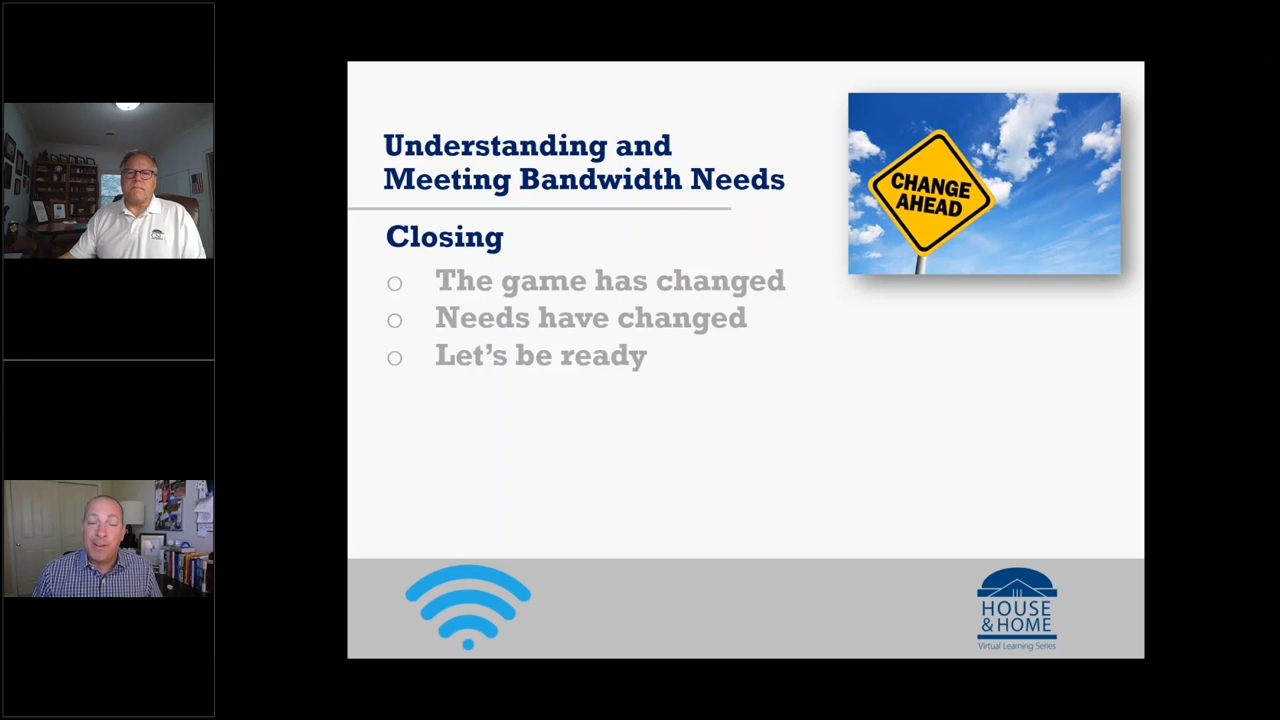 Understanding and
Meeting Bandwidth Needs
CHANGE
AHEAD
Closing
The game has changed
Needs have changed
Let's be ready
HOUSE
& HOME
Virtual Learning Series